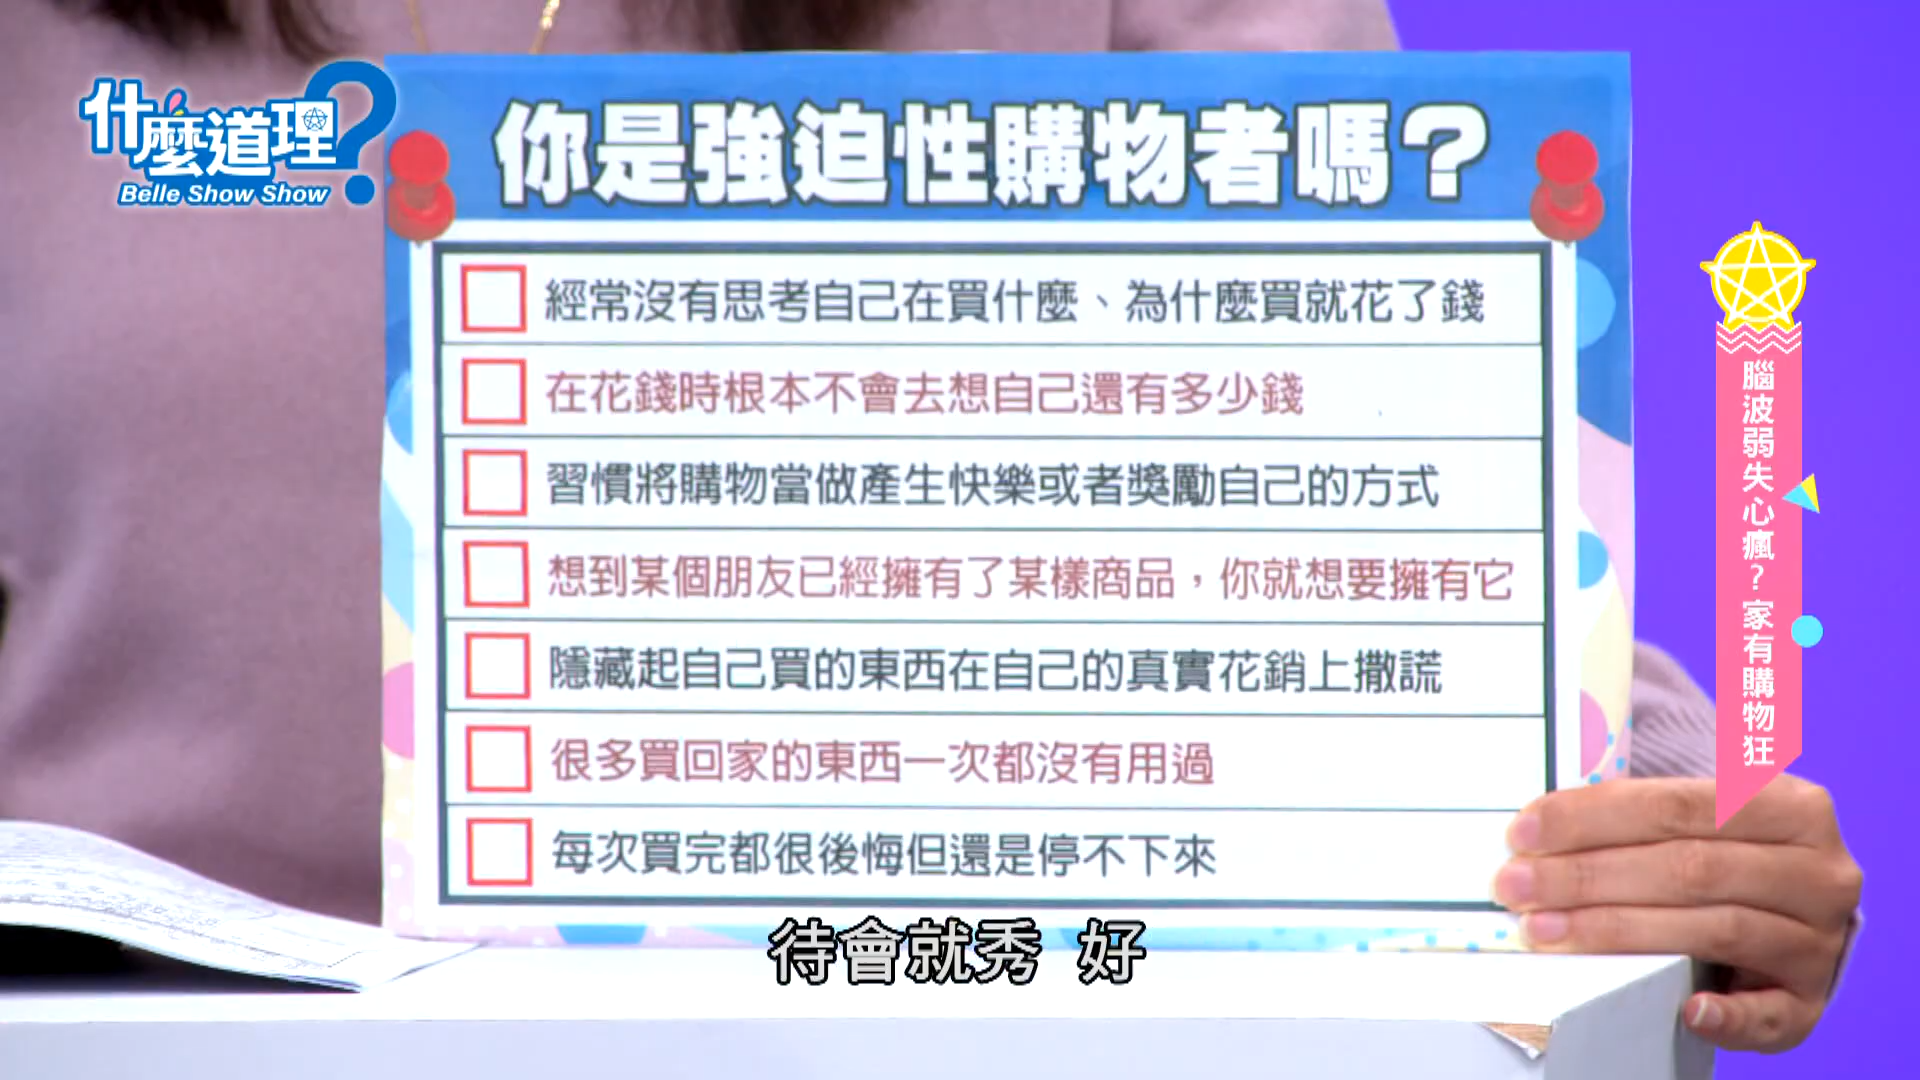 什麼道理?
Belle Show Show
你是強迫性購物者嗎?
經常沒有思考自己在買什麼、為什麼買就花了錢
在花錢時根本不會去想自己還有多少錢
習慣將購物當做產生快樂或者獎勵自己的方式
想到某個朋友已經擁有了某樣商品，你就想要擁有它
隱藏起自己買的東西在自己的真實花銷上撒謊
很多買回家的東西一次都沒有用過
每次買完都很後悔但還是停不下來
腦波弱失心瘋?家有購物狂
待會就秀 好